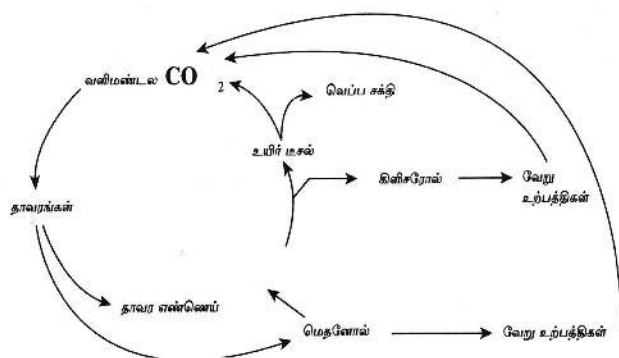 வளிமண்டல CO
2
வெப்ப சக்தி
உயிர் டீசல்
கிளிசரோல்
வேறு
உற்பத்திகள்
தாவரங்கள்
தாவர எண்ணெய்
மெதனோல்
வேறு உற்பத்திகள்